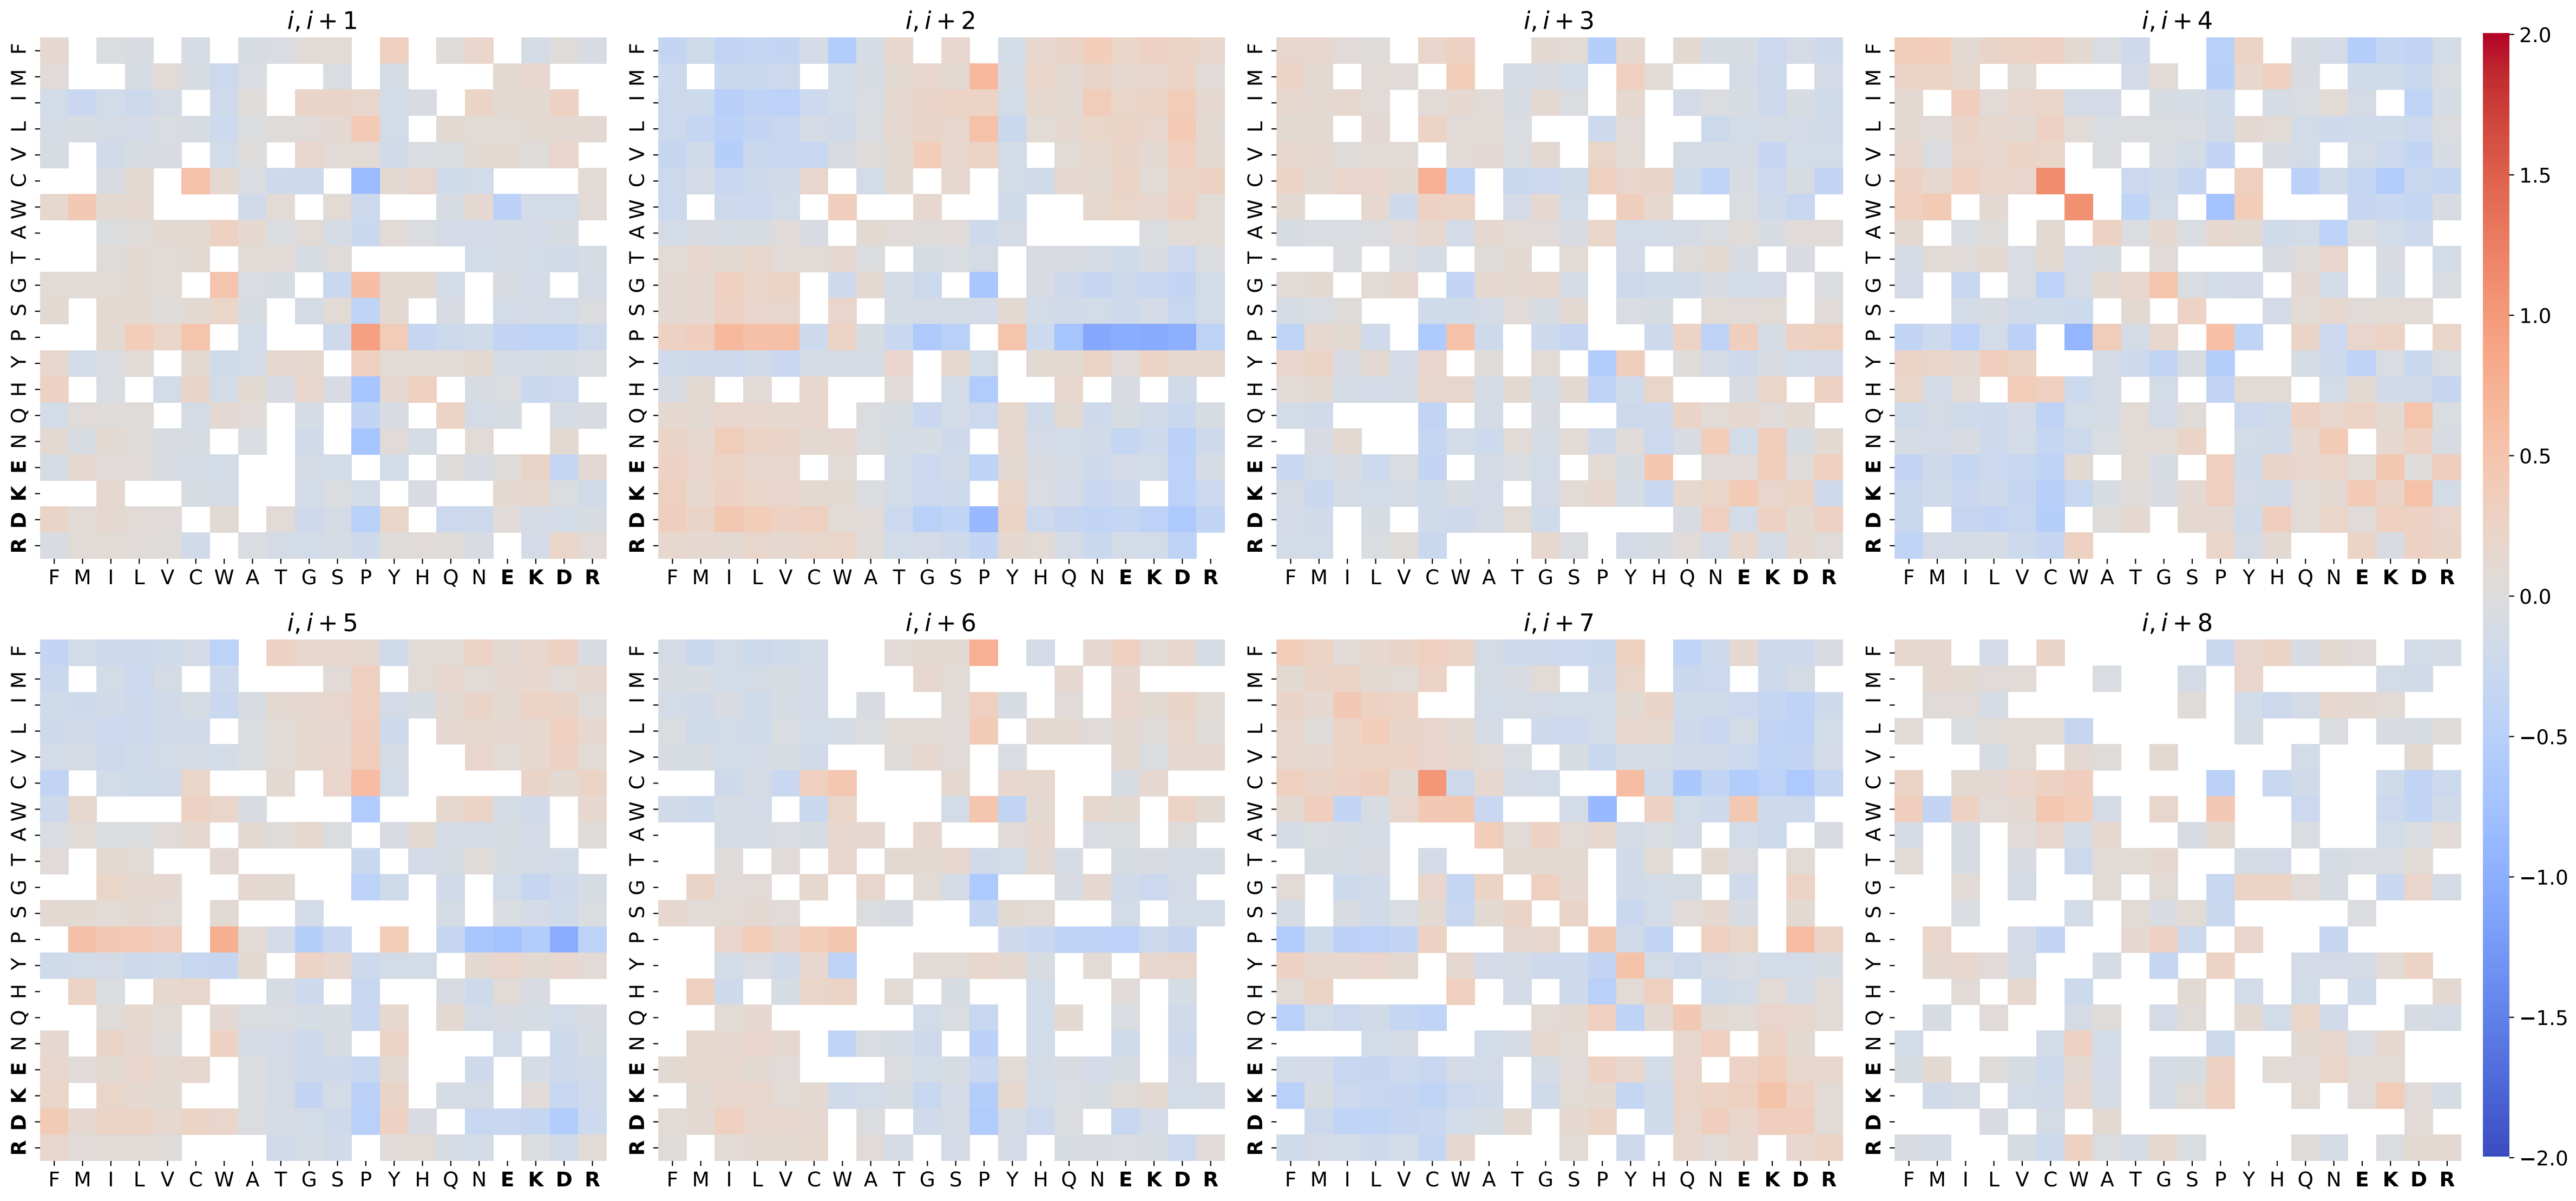 i, i + 1
i, i + 2
i, i + 3
i, i + 4
F M I L V C W A T G S P Y H Q N E K D R
F M I L V C W A T G S P Y H Q N E K D R
F M I L V C W A T G S P Y H Q N E K D R
F M I L V C W A T G S P Y H Q N E K D R
F M I L V C W A T G S P Y H Q N E K D R
F M I L V C W A T G S P Y H Q N E K D R
F M I L V C W A T G S P Y H Q N E K D R
F M I L V C W A T G S P Y H Q N E K D R
i, i + 5
i, i + 6
i, i + 7
i, i + 8
F M I L V C W A T G S P Y H Q N E K D R
F M I L V C W A T G S P Y H Q N E K D R
F M I L V C W A T G S P Y H Q N E K D R
F M I L V C W A T G S P Y H Q N E K D R
F M I L V C W A T G S P Y H Q N E K D R
F M I L V C W A T G S P Y H Q N E K D R
F M I L V C W A T G S P Y H Q N E K D R
F M I L V C W A T G S P Y H Q N E K D R
2.0
1.5
1.0
0.5
0.0
−0.5
−1.0
−1.5
−2.0